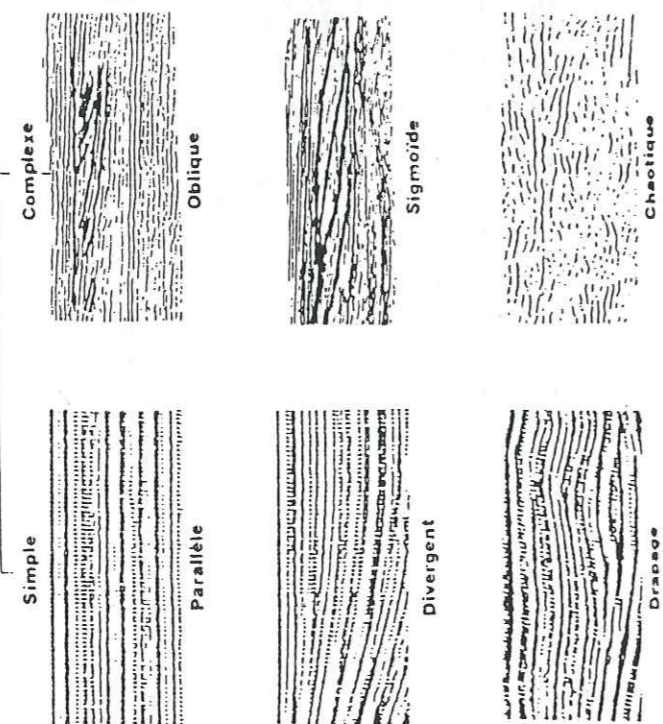 Simple
Complexe
Parallèle
Oblique
Divergent
Sigmoïde
Drapage
Chaotique